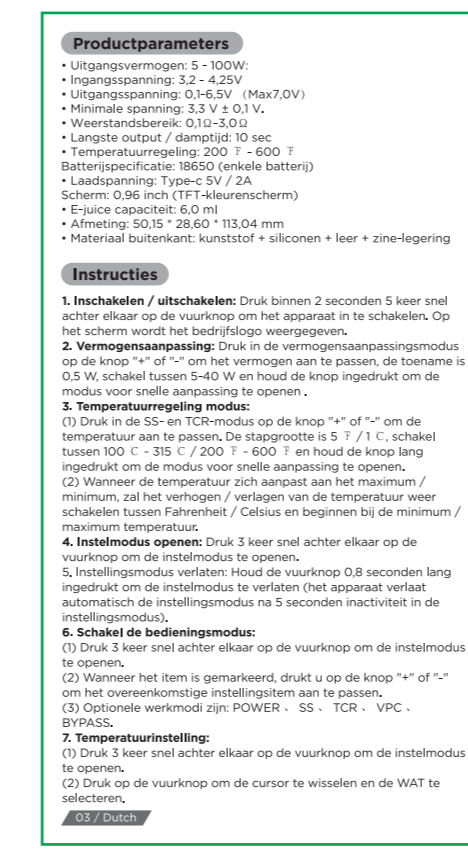 Productparameters
• Uitgangsvermogen: 5 - 100W:
• Ingangsspanning: 3,2 - 4,25V
• Uitgangsspanning: 0,1-6,5V （Max7,0V）
• Minimale spanning: 3,3 V ± 0,1 V.
• Weerstandsbereik: 0,1Ω-3,0Ω
• Langste output / damptijd: 10 sec
• Temperatuurregeling: 200 ℉ - 600 ℉
Batterijspecificatie: 18650 (enkele batterij)
• Laadspanning: Type-c 5V / 2A
Scherm: 0,96 inch (TFT-kleurenscherm)
• E-juice capaciteit: 6,0 ml
• Afmeting: 50,15 * 28,60 * 113,04 mm
• Materiaal buitenkant: kunststof + siliconen + leer + zine-legering
Instructies
1. Inschakelen / uitschakelen: Druk binnen 2 seconden 5 keer snel
achter elkaar op de vuurknop om het apparaat in te schakelen. Op
het scherm wordt het bedrijfslogo weergegeven.
2. Vermogensaanpassing: Druk in de vermogensaanpassingsmodus
op de knop "+" of "-" om het vermogen aan te passen, de toename is
0,5 W, schakel tussen 5-40 W en houd de knop ingedrukt om de
modus voor snelle aanpassing te openen .
3. Temperatuurregeling modus:
(1) Druk in de SS- en TCR-modus op de knop "+" of "-" om de
temperatuur aan te passen. De stapgrootte is 5 ℉ / 1 C, schakel
tussen 100 C - 315 C / 200 ℉ - 600 ℉ en houd de knop lang
ingedrukt om de modus voor snelle aanpassing te openen.
(2) Wanneer de temperatuur zich aanpast aan het maximum /
minimum, zal het verhogen / verlagen van de temperatuur weer
schakelen tussen Fahrenheit / Celsius en beginnen bij de minimum /
maximum temperatuur.
4. Instelmodus openen: Druk 3 keer snel achter elkaar op de
vuurknop om de instelmodus te openen.
5. Instellingsmodus verlaten: Houd de vuurknop 0,8 seconden lang
ingedrukt om de instelmodus te verlaten (het apparaat verlaat
automatisch de instellingsmodus na 5 seconden inactiviteit in de
instellingsmodus).
6. Schakel de bedieningsmodus:
(1) Druk 3 keer snel achter elkaar op de vuurknop om de instelmodus
te openen.
(2) Wanneer het item is gemarkeerd, drukt u op de knop "+" of "-"
om het overeenkomstige instellingsitem aan te passen.
(3) Optionele werkmodi zijn: POWER 、 SS 、 TCR 、 VPC 、
BYPASS.
7. Temperatuurinstelling:
(1) Druk 3 keer snel achter elkaar op de vuurknop om de instelmodus
te openen.
(2) Druk op de vuurknop om de cursor te wisselen en de WAT te
selecteren.
03 / Dutch